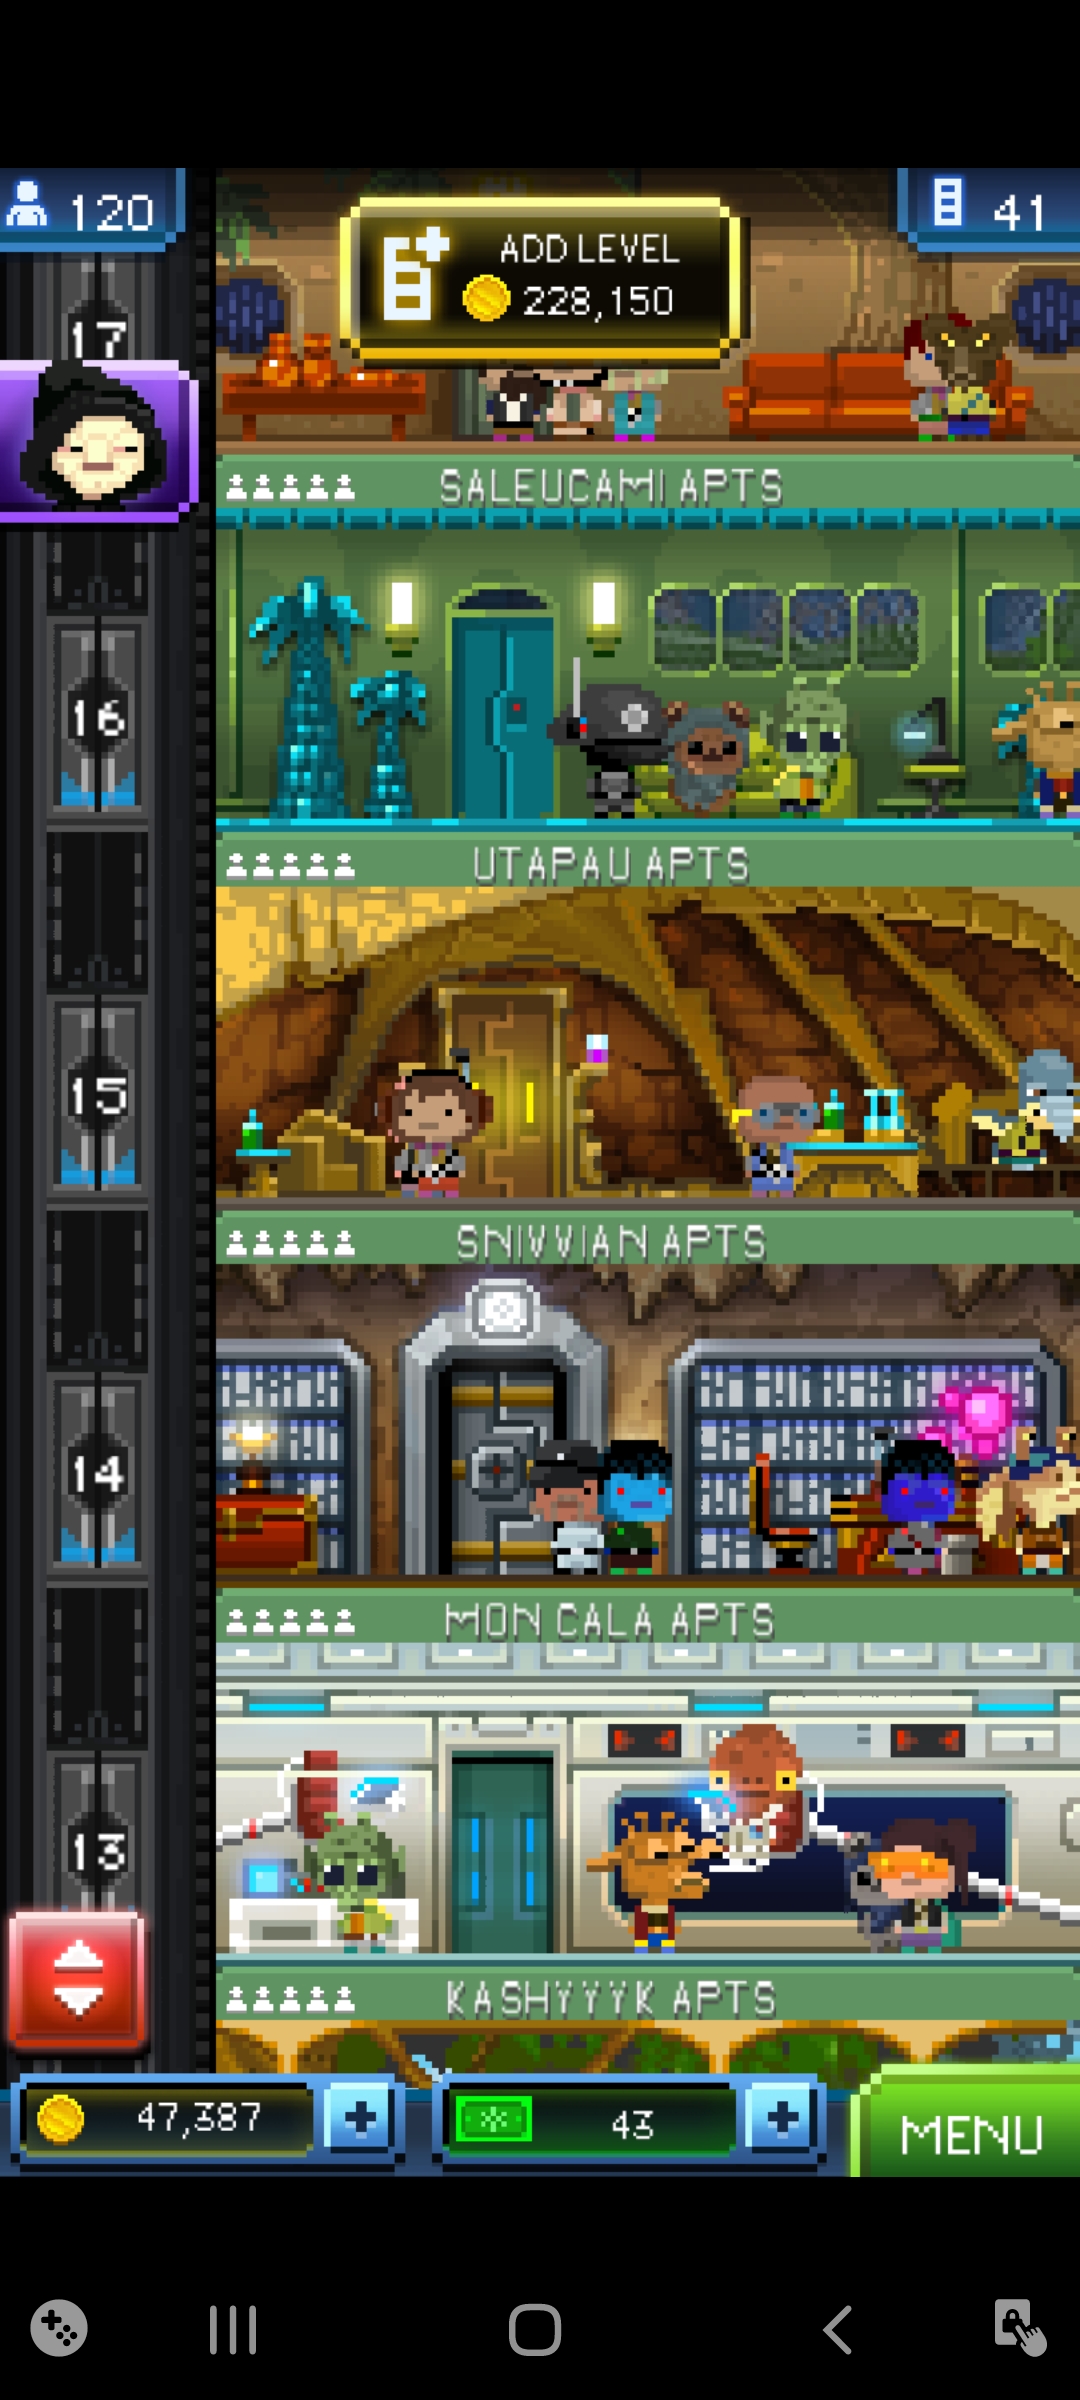 120
ADD LEVEL
228,150
41
17
SALEUCAMI APTS
16
UTAPAU APTS
15
SNIVVIAN APTS
14
MON CALA APTS
13
KASHYYYK APTS
47,387
43
MENU